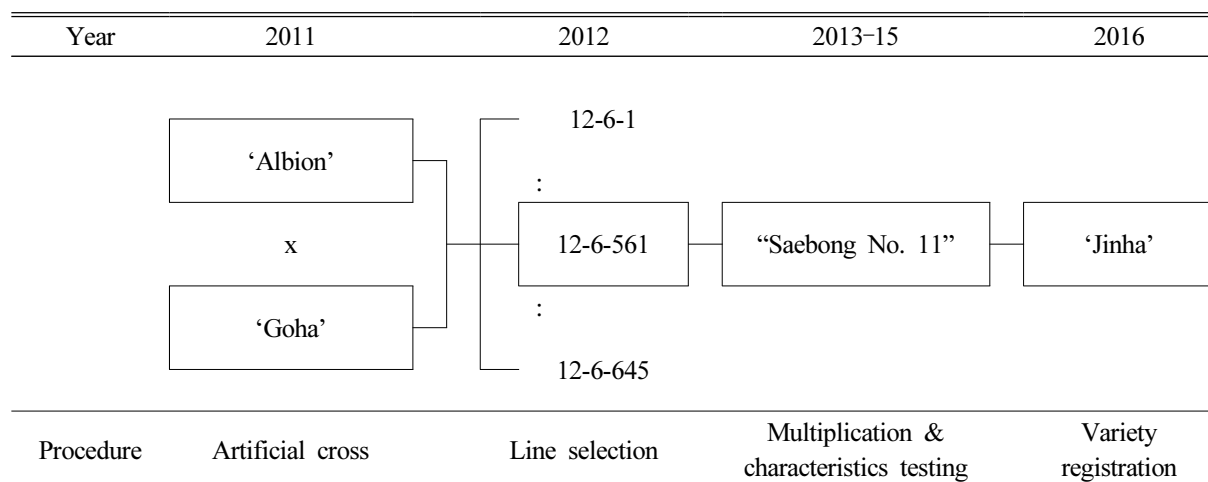 Year 2011 2012 2013-15 2016
12-6-1
‘Albion’
:
x 12-6-561 “Saebong No. 11” ‘Jinha’
:
‘Goha’
12-6-645
Procedure Artificial cross Line selection Multiplication & characteristics testing Variety registration